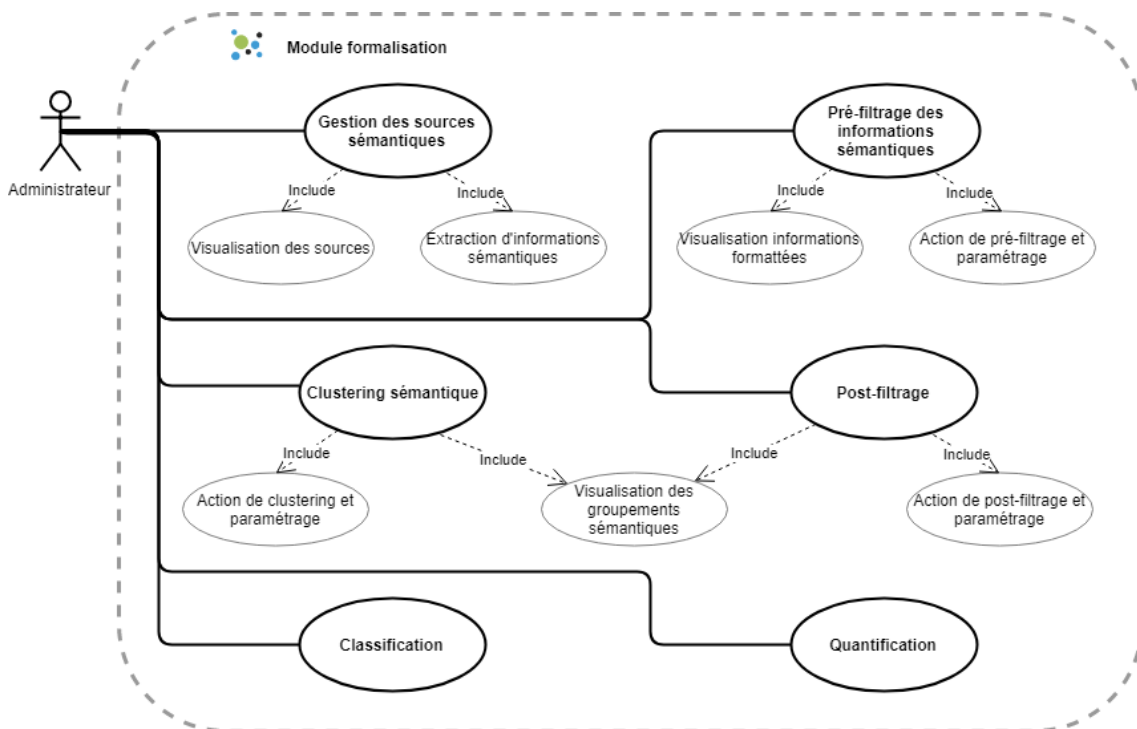 Module formalisation
Administrateur
Gestion des sources
sémantiques
Pré-filtrage des
informations
sémantiques
Include
Include
Include
Include
Visualisation des sources
Extraction d'informations
sémantiques
Visualisation informations
formattées
Action de pré-filtrage et
paramétrage
Clustering sémantique
Post-filtrage
Include
Include
Include
Include
Action de clustering et
paramétrage
Visualisation des
groupements
sémantiques
Action de post-filtrage et
paramétrage
Classification
Quantification